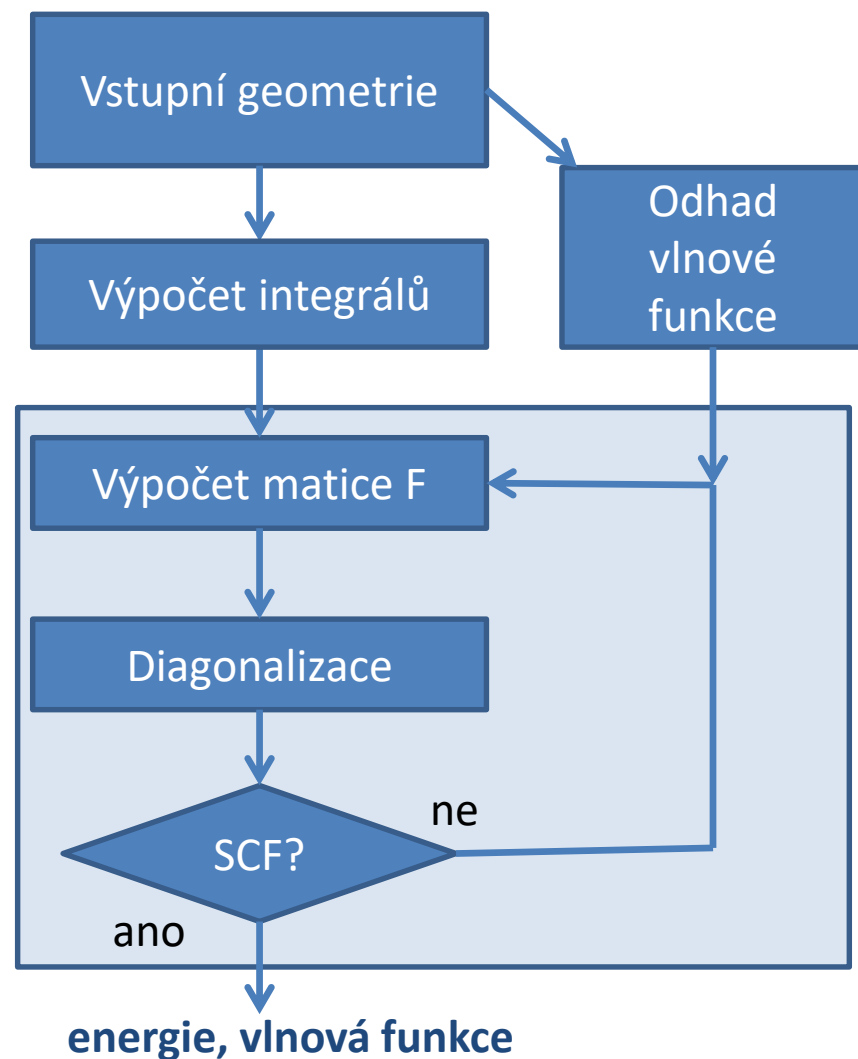 Vstupní geometrie
Odhad
vlnové
funkce
Výpočet integrálů
Výpočet matice F
Diagonalizace
ne
SCF?
ano
energie, vlnová funkce